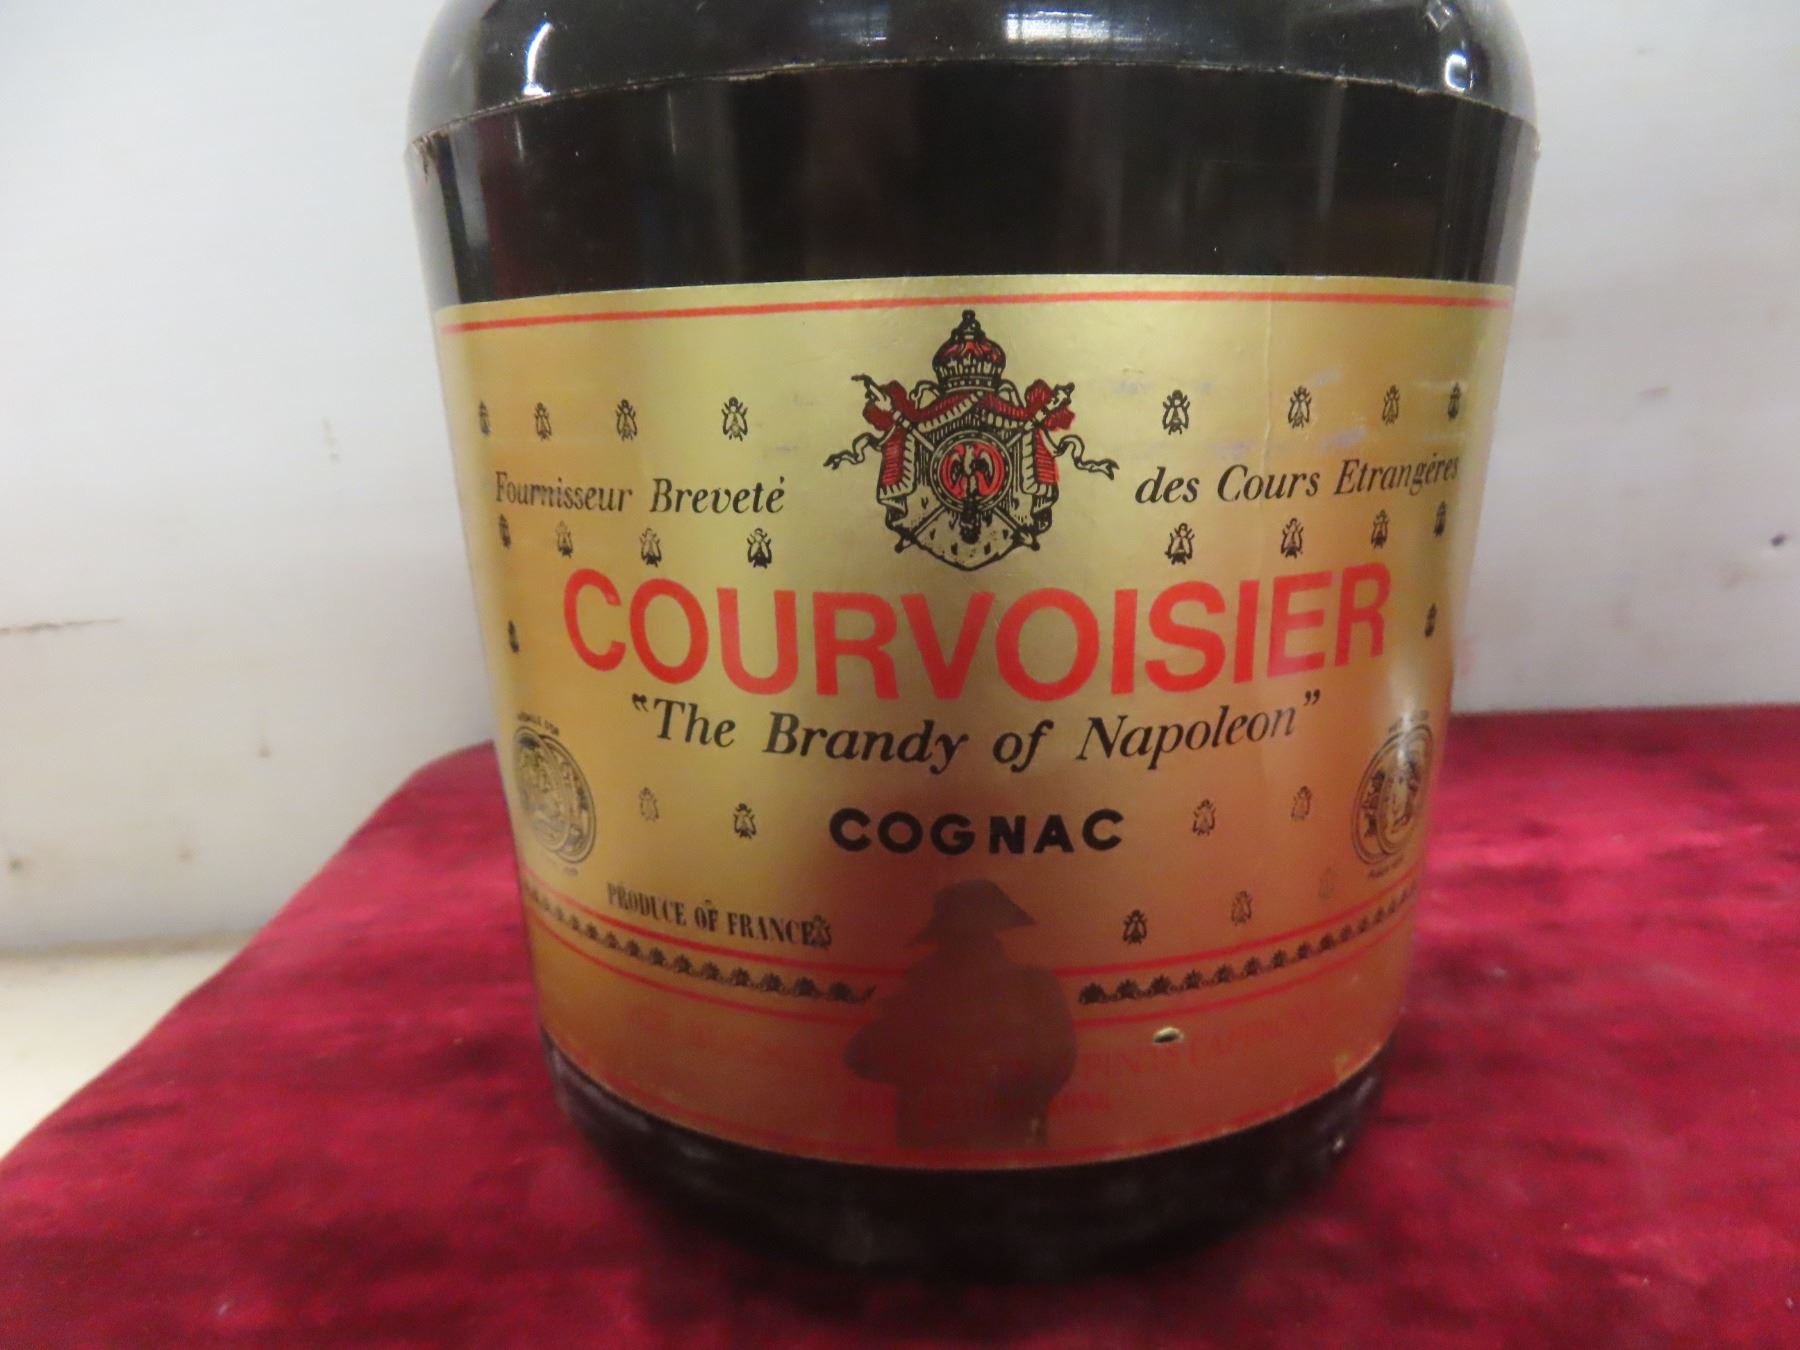 Fournisseur Breveté des Cours Etrangères
COURVOISIER
"The Brandy of Napoleon"
COGNAC
PRODUCE OF FRANCE